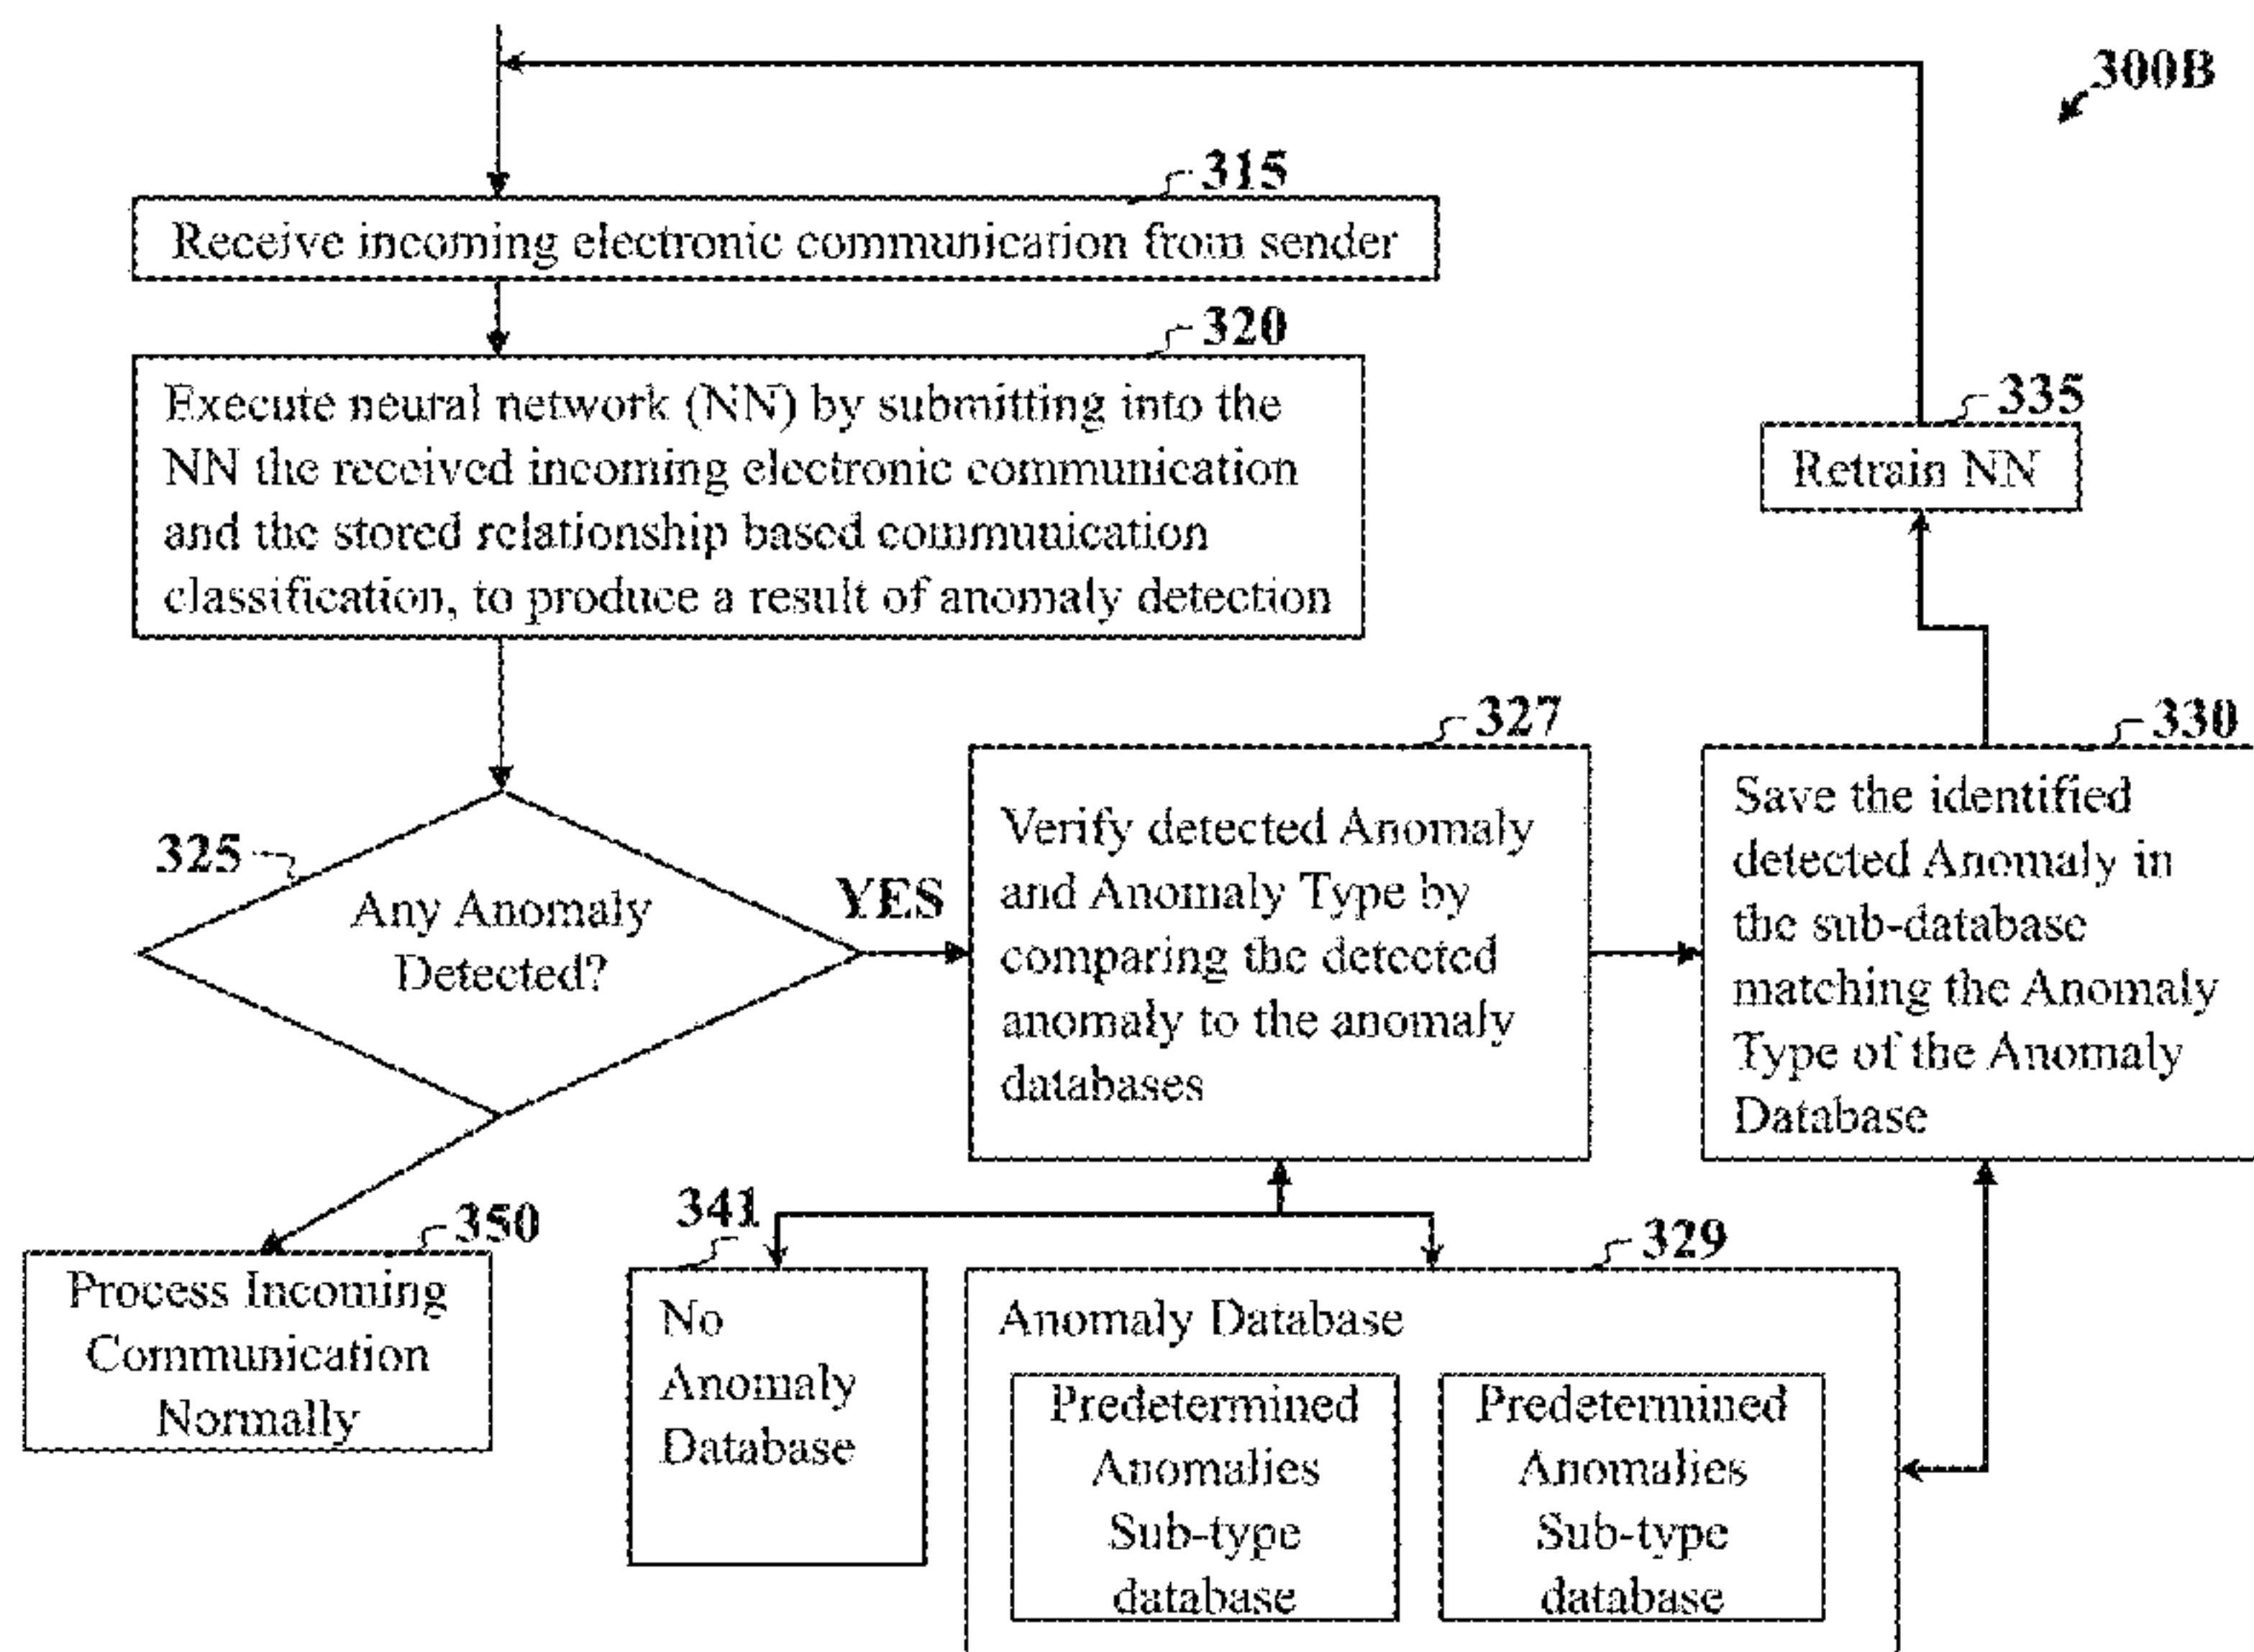 300B
315
Receive incoming electronic communication from sender
320
Execute neural network (NN) by submitting into the
NN the received incoming electronic communication
and the stored relationship based communication
classification, to produce a result of anomaly detection
335
Retrain NN
325
Any Anomaly
Detected?
YES
327
Verify detected Anomaly
and Anomaly Type by
comparing the detected
anomaly to the anomaly
databases
330
Save the identified
detected Anomaly in
the sub-database
matching the Anomaly
Type of the Anomaly
Database
350
Process Incoming
Communication
Normally
341
No
Anomaly
Database
329
Anomaly Database
Predetermined
Anomalies
Sub-type
database
Predetermined
Anomalies
Sub-type
database